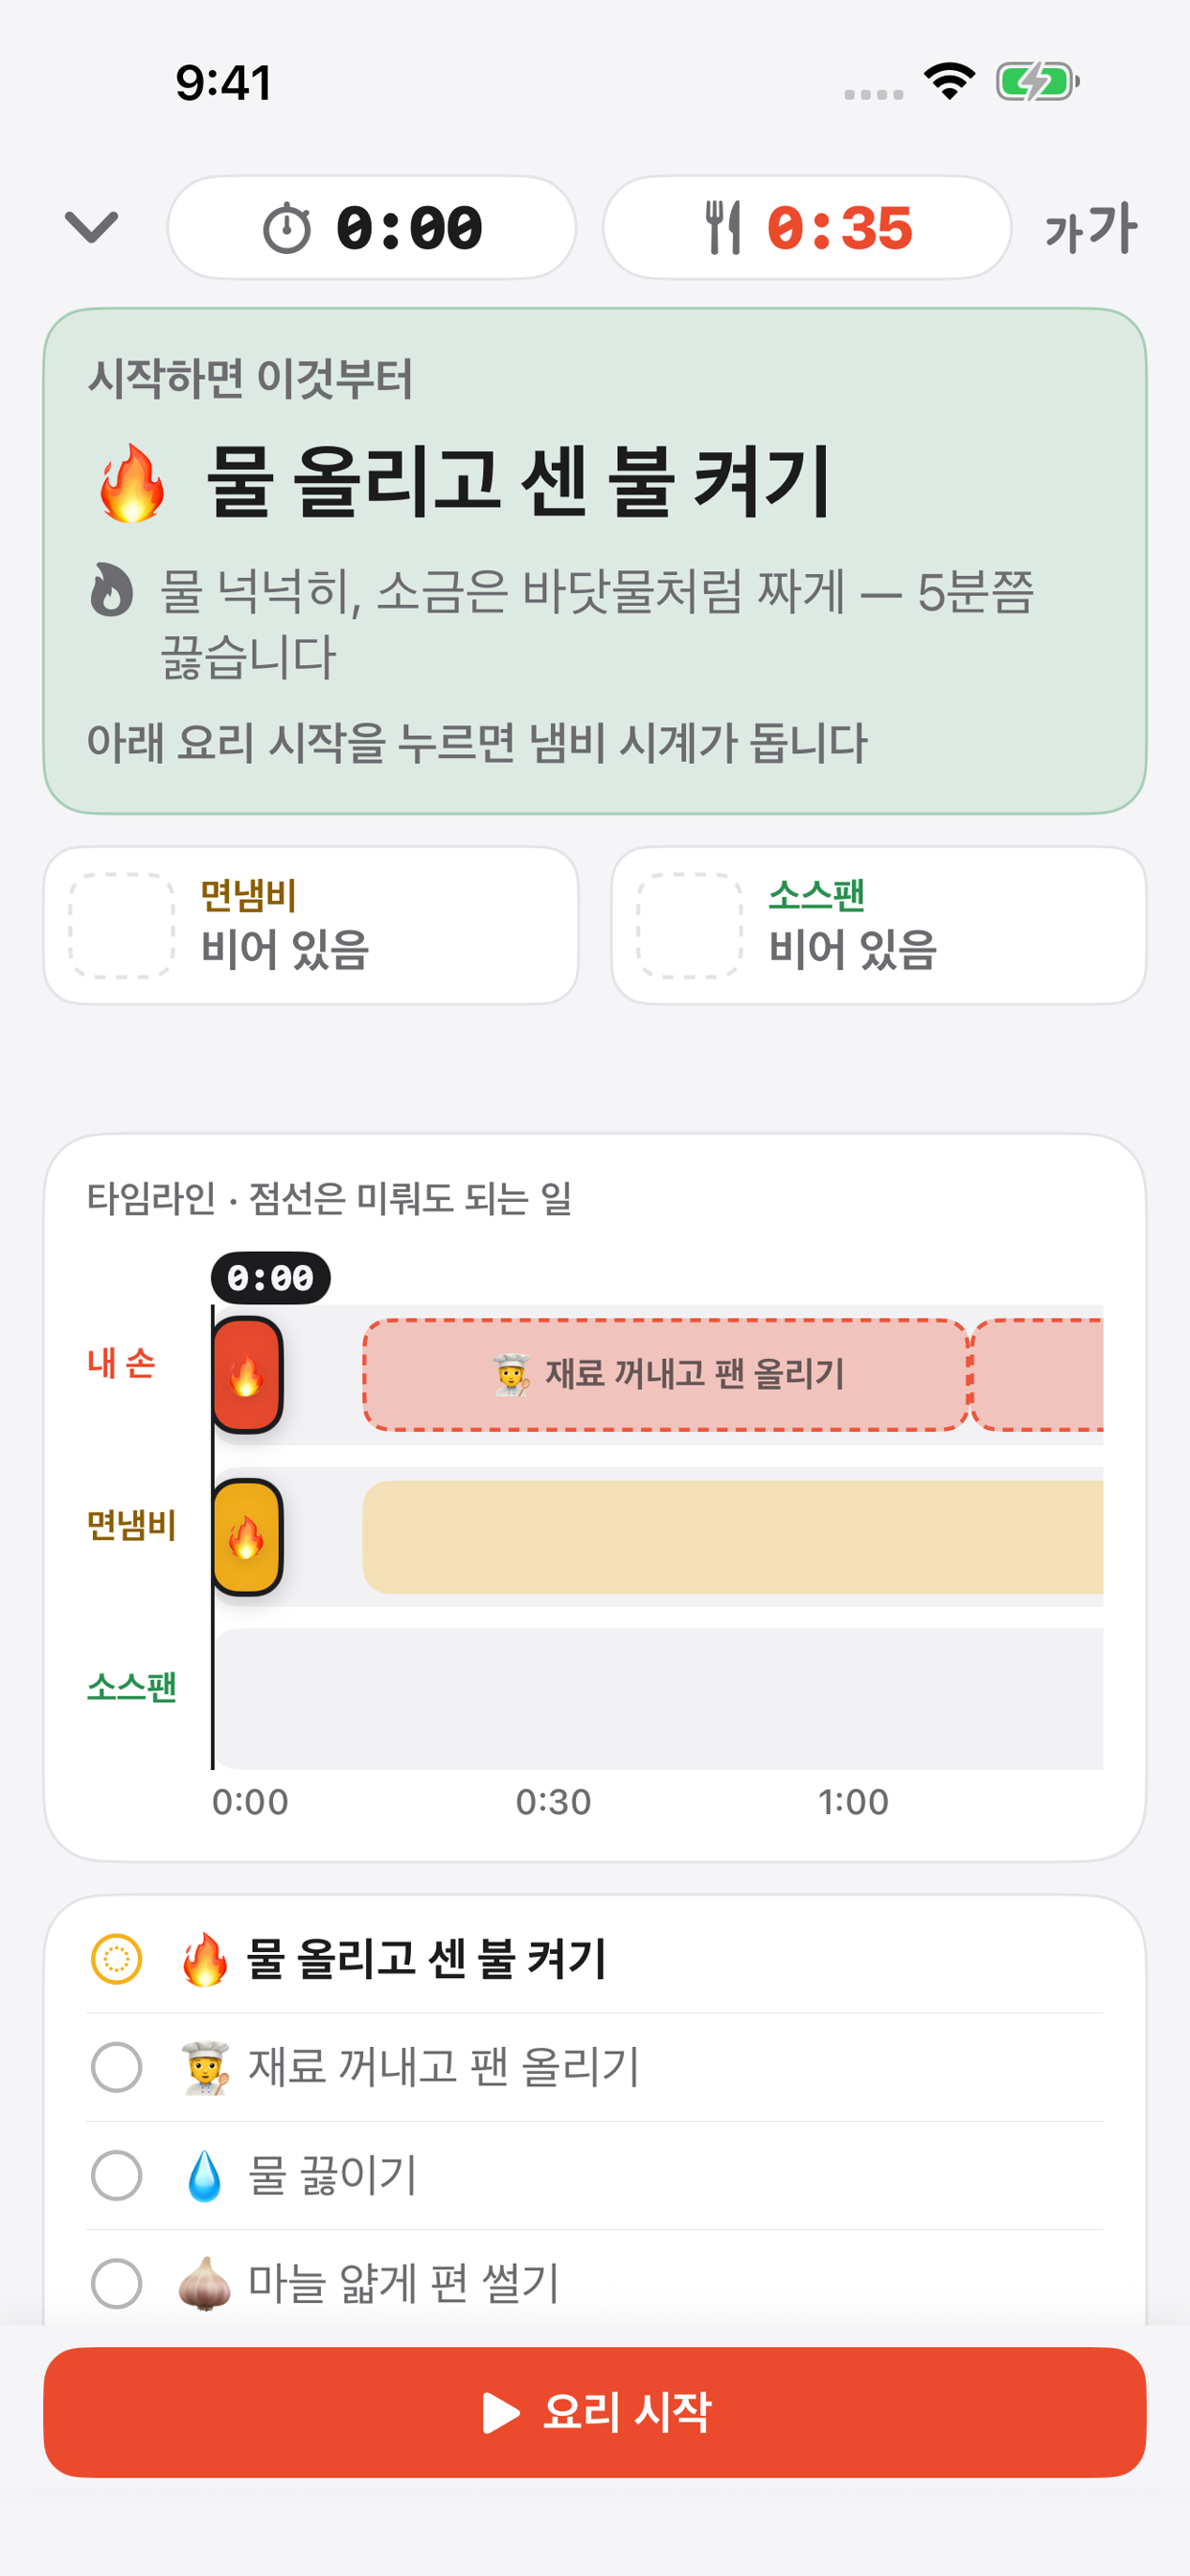 9:41
0:00
0:35
가가
시작하면 이것부터
물 올리고 센 불 켜기
물 넉넉히, 소금은 바닷물처럼 짜게 — 5분쯤
끓습니다
아래 요리 시작을 누르면 냄비 시계가 돕니다
면냄비
비어 있음
소스팬
비어 있음
타임라인 · 점선은 미뤄도 되는 일
0:00
내 손
재료 꺼내고 팬 올리기
면냄비
소스팬
0:00
0:30
1:00
물 올리고 센 불 켜기
재료 꺼내고 팬 올리기
물 끓이기
마늘 얇게 편 썰기
요리 시작